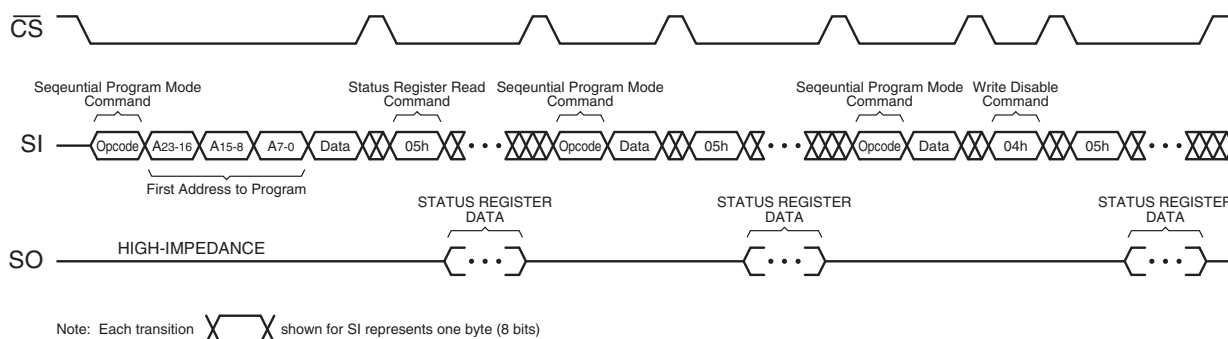 CS
Seqeuntial Program Mode Command
Status Register Read Command
Seqeuntial Program Mode Command
Seqeuntial Program Mode Command
Write Disable Command
SI
Opcode A23-16 A15-8 A7-0 Data 05h • • • Opcode Data 05h • • • Opcode Data 04h 05h • • •
First Address to Program
STATUS REGISTER DATA
STATUS REGISTER DATA
STATUS REGISTER DATA
SO
HIGH-IMPEDANCE
• • • • • • • • •
Note: Each transition shown for SI represents one byte (8 bits)